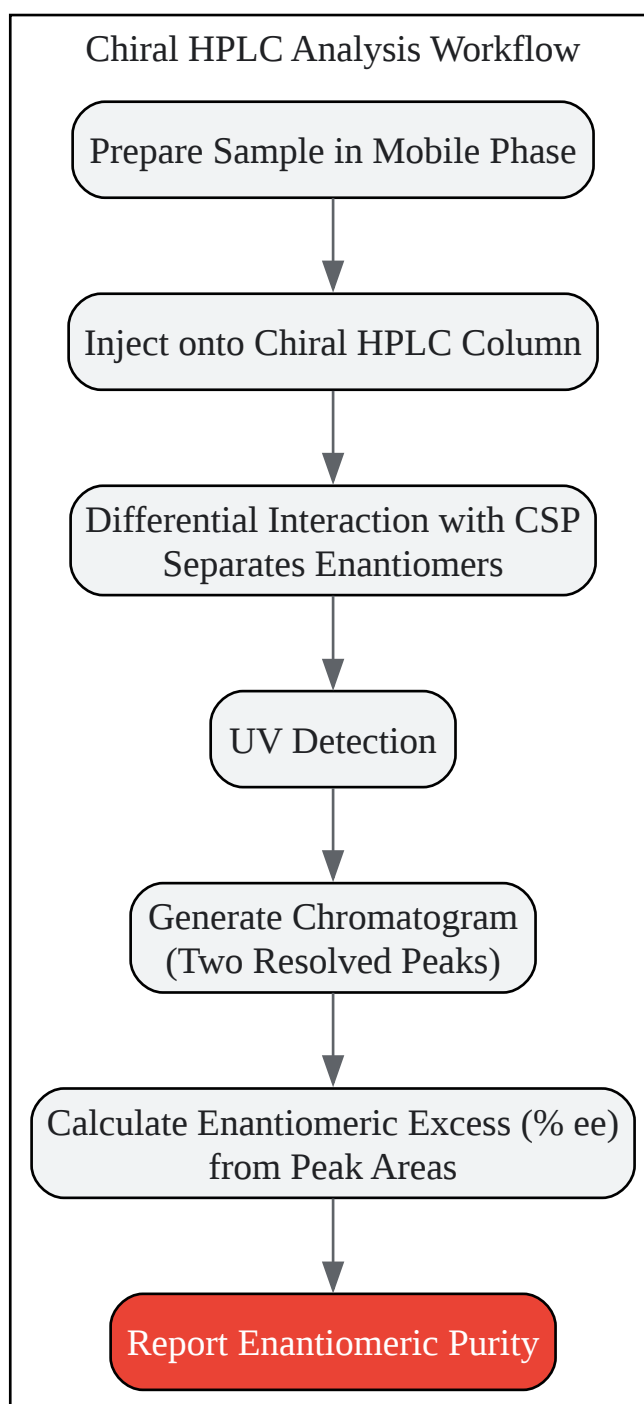 Chiral HPLC Analysis Workflow
Prepare Sample in Mobile Phase
Inject onto Chiral HPLC Column
Differential Interaction with CSP
Separates Enantiomers
UV Detection
Generate Chromatogram
(Two Resolved Peaks)
Calculate Enantiomeric Excess (% ee)
from Peak Areas
Report Enantiomeric Purity